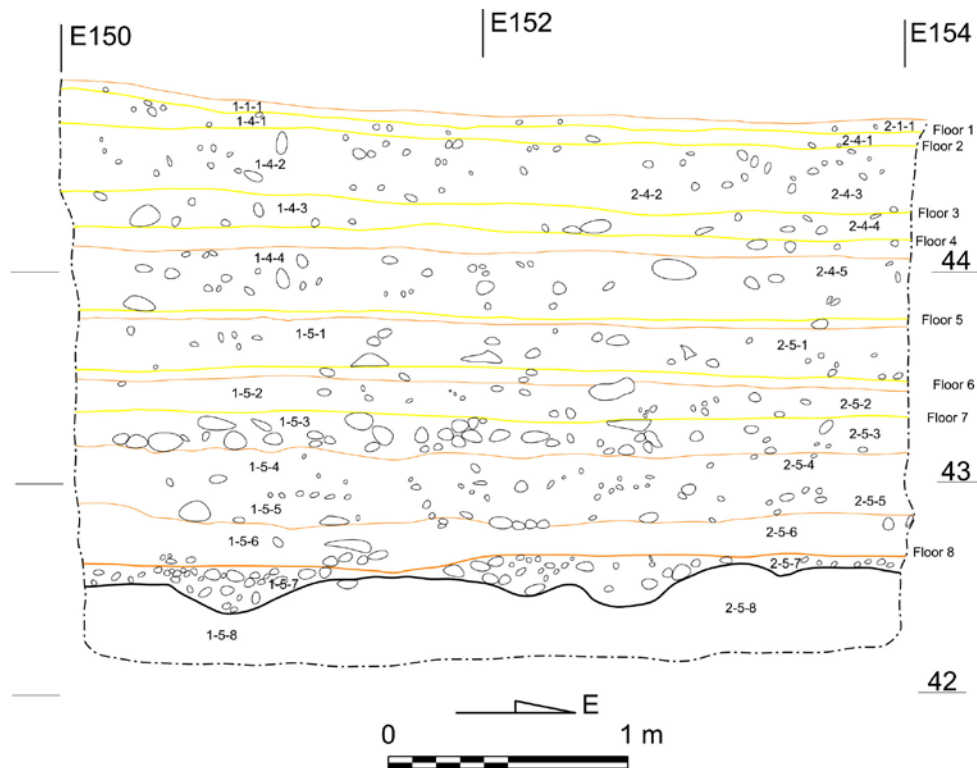 E150
E152
E154
1-1-1
2-1-1
Floor 1
1-4-1
2-4-1
Floor 2
1-4-2
2-4-2
2-4-3
1-4-3
Floor 3
2-4-4
Floor 4
1-4-4
44
2-4-5
Floor 5
1-5-1
2-5-1
Floor 6
1-5-2
2-5-2
Floor 7
1-5-3
2-5-3
1-5-4
2-5-4
43
1-5-5
2-5-5
1-5-6
2-5-6
Floor 8
1-5-7
2-5-7
1-5-8
2-5-8
42
E
0
1 m